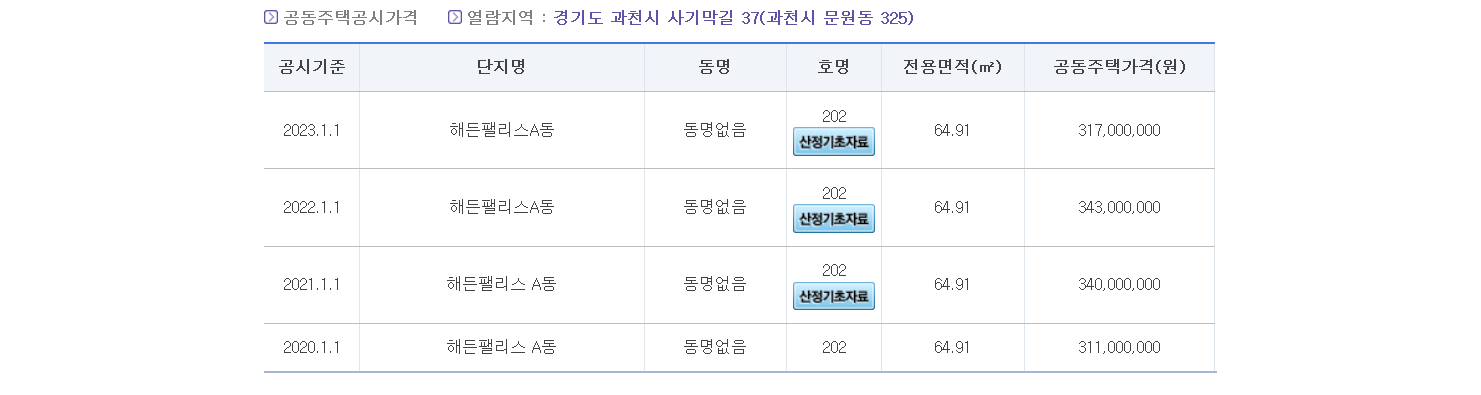 공동주택공시가격 열람지역 : 경기도 과천시 사기막길 37(과천시 문원동 325)
공시기준 단지명 동명 호명 전용면적(㎡) 공동주택가격(원)
2023.1.1 해든팰리스A동 동명없음 202 산정기초자료 64.91 317,000,000
2022.1.1 해든팰리스A동 동명없음 202 산정기초자료 64.91 343,000,000
2021.1.1 해든팰리스 A동 동명없음 202 산정기초자료 64.91 340,000,000
2020.1.1 해든팰리스 A동 동명없음 202 64.91 311,000,000